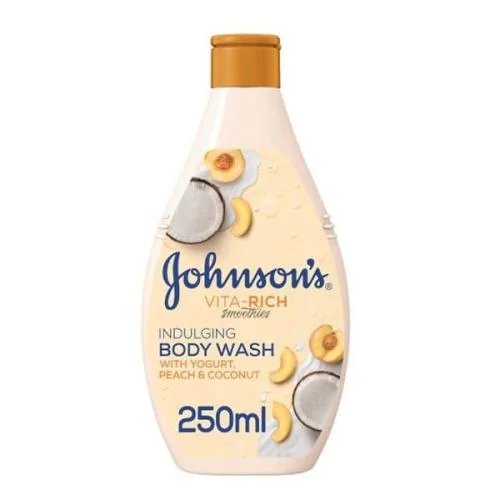 Johnson's®
VITA-RICH
smoothies
INDULGING
BODY WASH
WITH YOGURT,
PEACH & COCONUT
250ml